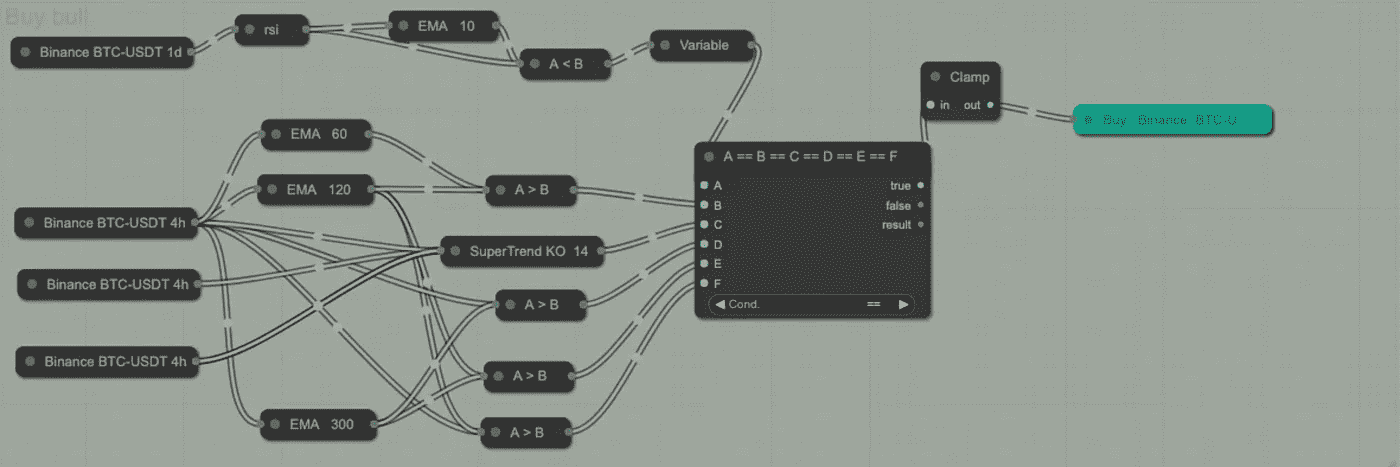 Buy bull
Binance BTC-USDT 1d
rsi
EMA 10
A < B
Variable
Clamp
in out
Buy Binance BTC-U
EMA 60
EMA 120
A > B
Binance BTC-USDT 4h
SuperTrend KO 14
Binance BTC-USDT 4h
A > B
Binance BTC-USDT 4h
A > B
EMA 300
A > B
A == B == C == D == E == F
A true
B false
C result
D
E
F
Cond. ==